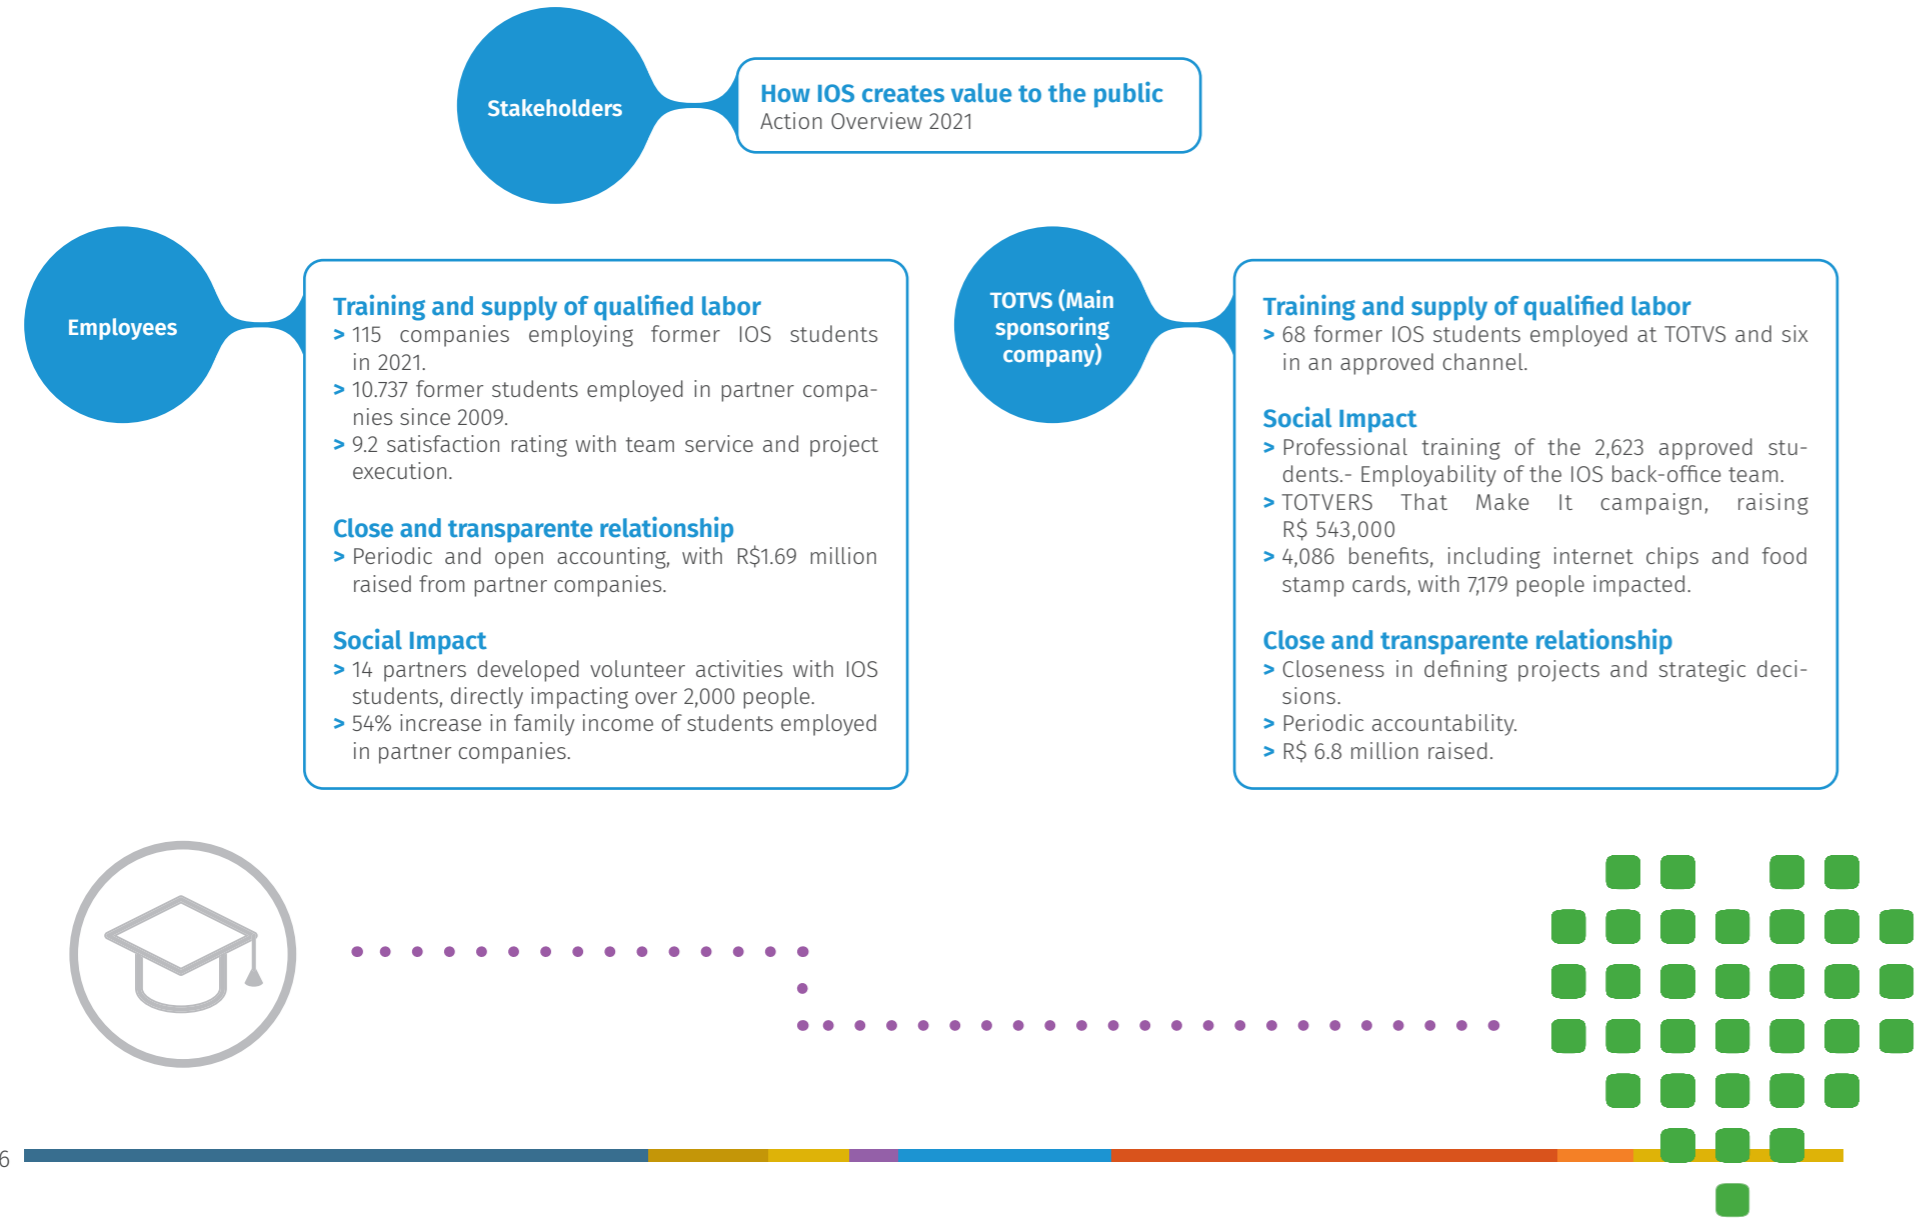 Stakeholders
How IOS creates value to the public
Action Overview 2021
Employees
Training and supply of qualified labor
> 115 companies employing former IOS students
in 2021.
> 10.737 former students employed in partner compa-
nies since 2009.
> 9.2 satisfaction rating with team service and project
execution.
Close and transparente relationship
> Periodic and open accounting, with R$1.69 million
raised from partner companies.
Social Impact
> 14 partners developed volunteer activities with IOS
students, directly impacting over 2,000 people.
> 54% increase in family income of students employed
in partner companies.
TOTVS (Main
sponsoring
company)
Training and supply of qualified labor
> 68 former IOS students employed at TOTVS and six
in an approved channel.
Social Impact
> Professional training of the 2,623 approved stu-
dents.- Employability of the IOS back-office team.
> TOTVERS That Make It campaign, raising
R$ 543,000
> 4,086 benefits, including internet chips and food
stamp cards, with 7,179 people impacted.
Close and transparente relationship
> Closeness in defining projects and strategic deci-
sions.
> Periodic accountability.
> R$ 6.8 million raised.
6